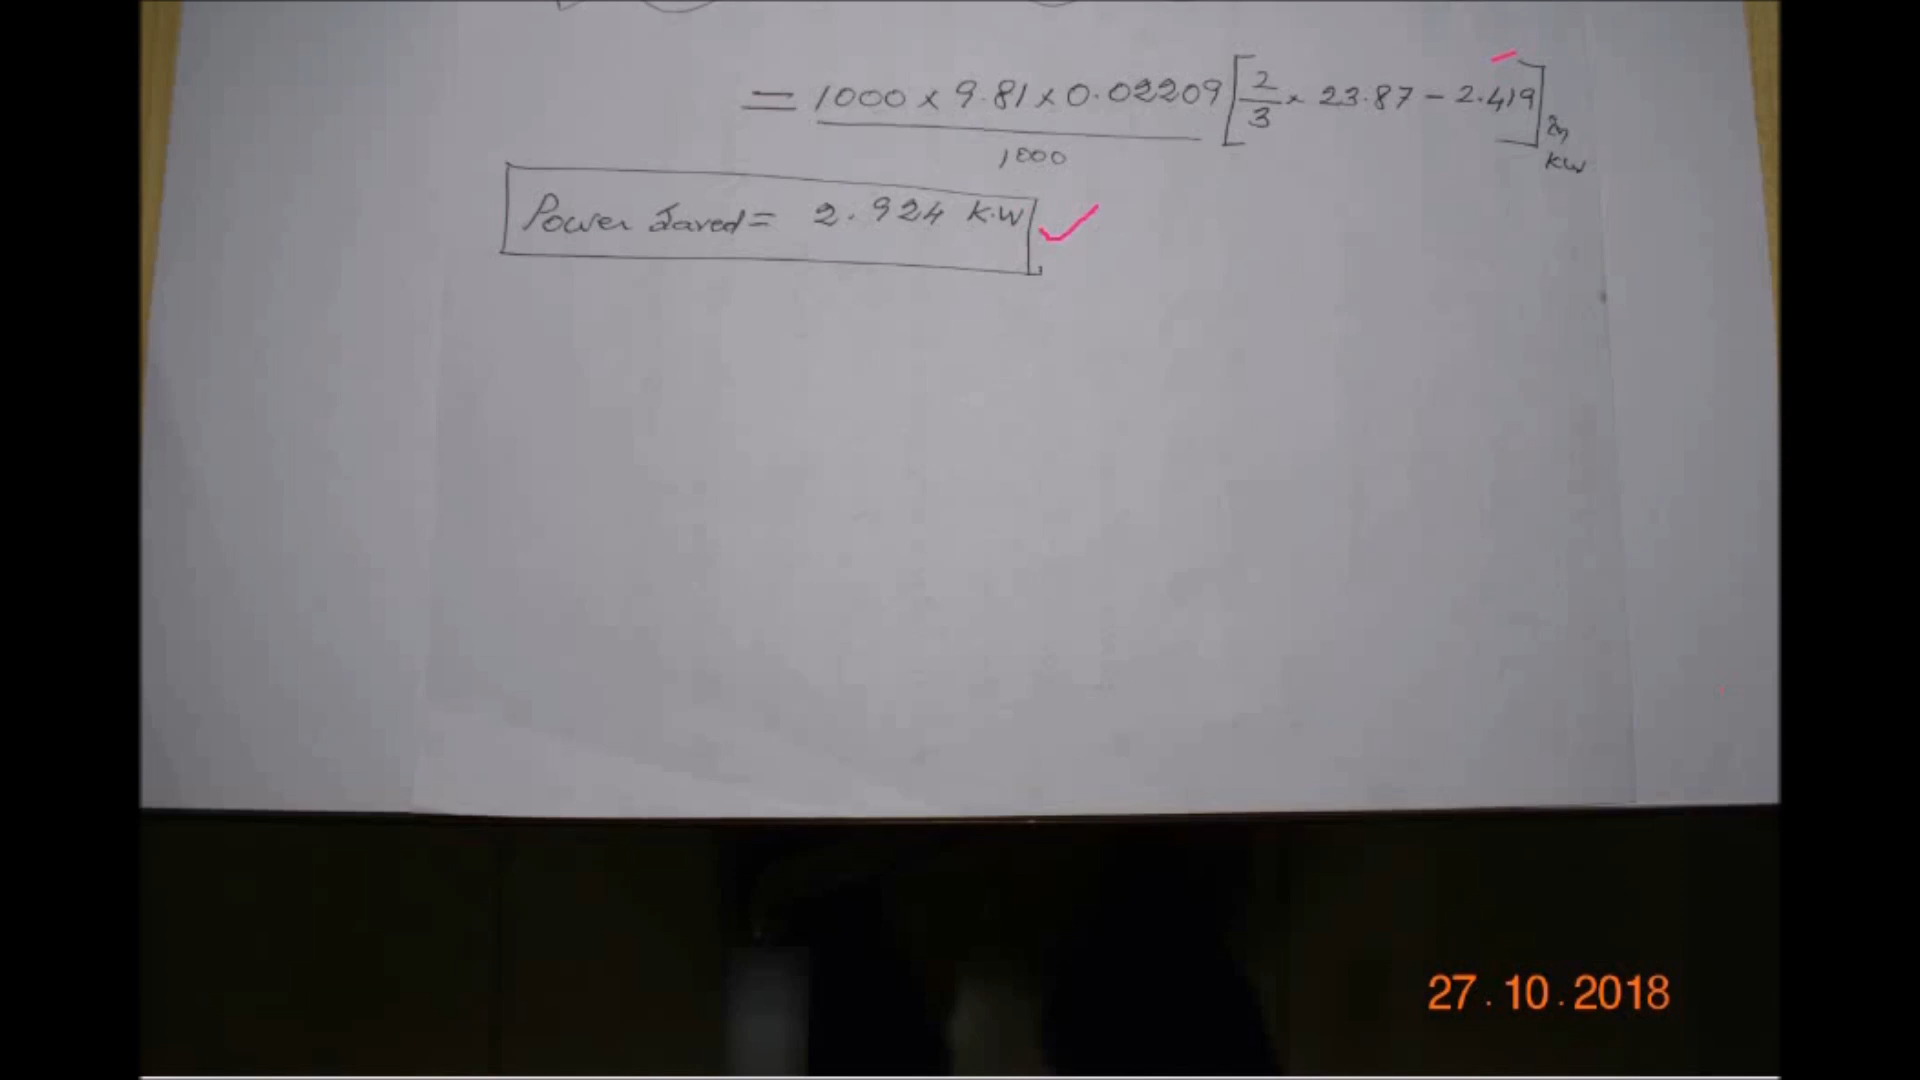 = 1000 × 9.81 × 0.02209 / 1000 [2/3 × 23.87 − 2.419] in kW
Power Saved = 2.924 K.W
27.10.2018